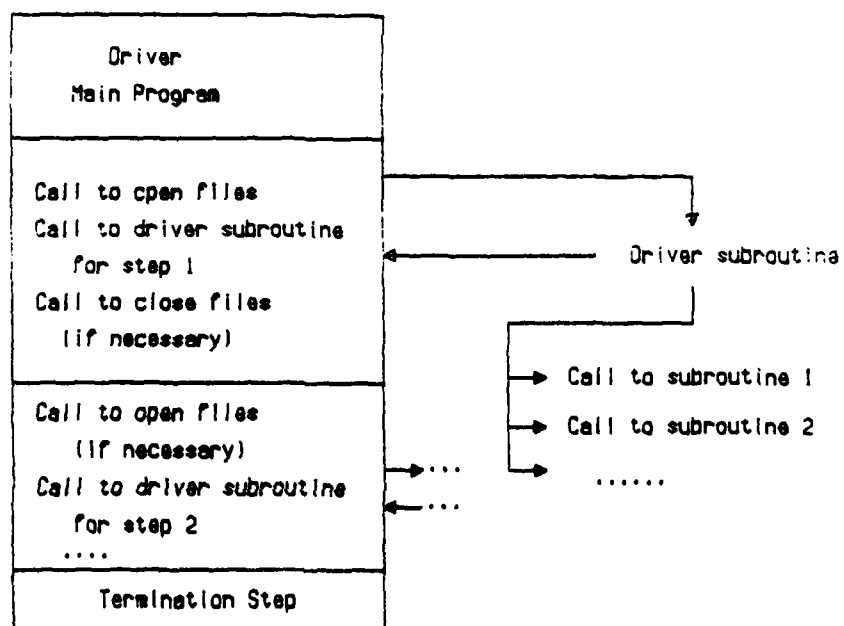 Driver
Main Program
Call to open files
Call to driver subroutine
for step 1
Call to close files
(if necessary)
Driver subroutine
Call to subroutine 1
Call to subroutine 2
......
Call to open files
(if necessary)
Call to driver subroutine
for step 2
....
...
...
Termination Step